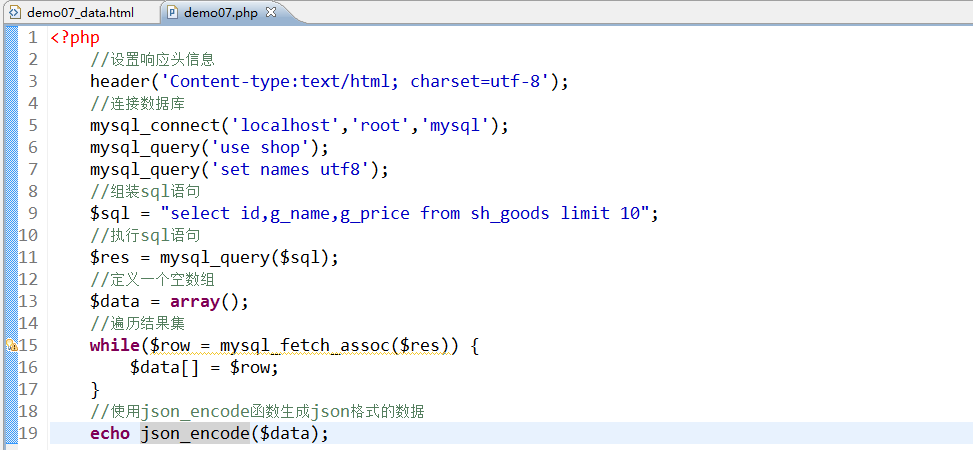 demo07_data.html demo07.php
1 <?php
2 //设置响应头信息
3 header('Content-type:text/html; charset=utf-8');
4 //连接数据库
5 mysql_connect('localhost','root','mysql');
6 mysql_query('use shop');
7 mysql_query('set names utf8');
8 //组装sql语句
9 $sql = "select id,g_name,g_price from sh_goods limit 10";
10 //执行sql语句
11 $res = mysql_query($sql);
12 //定义一个空数组
13 $data = array();
14 //遍历结果集
15 while($row = mysql_fetch_assoc($res)) {
16 $data[] = $row;
17 }
18 //使用json_encode函数生成json格式的数据
19 echo json_encode($data);